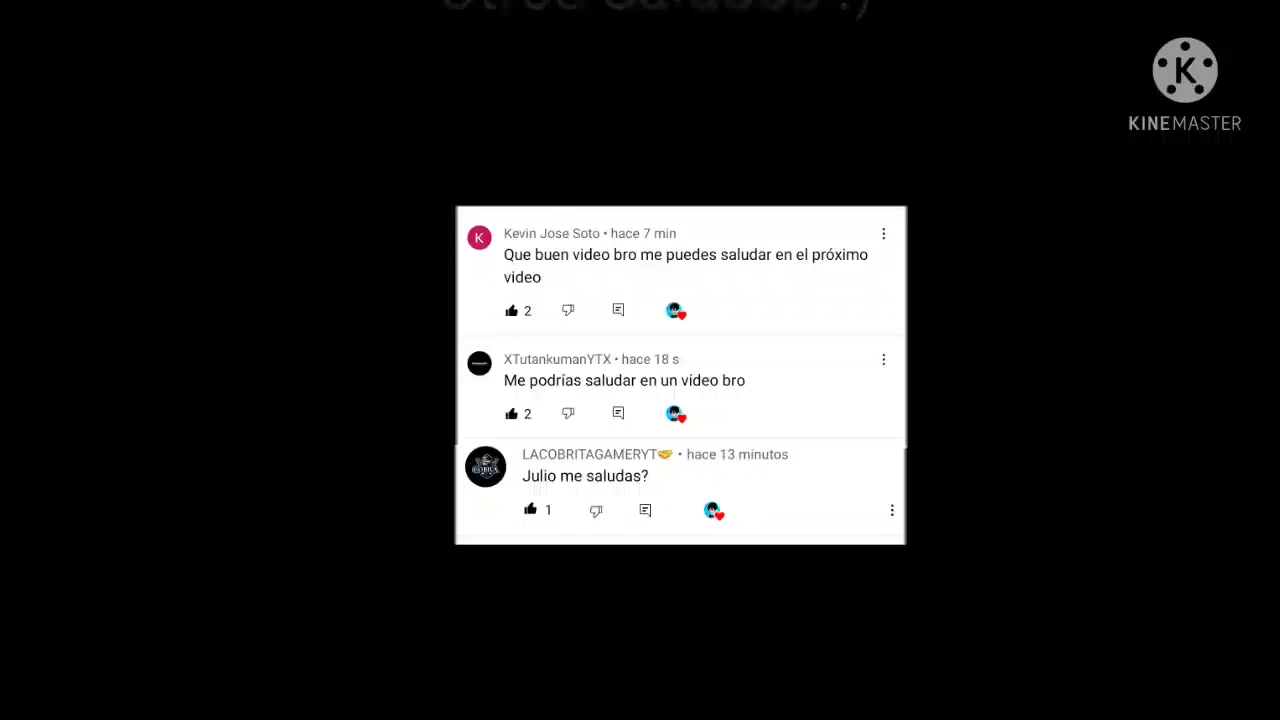 K
KINEMASTER
K
Kevin Jose Soto • hace 7 min
Que buen video bro me puedes saludar en el próximo
video
2
XTutankumanYTX • hace 18 s
Me podrías saludar en un vídeo bro
2
COBRA
LACOBRITAGAMERYT🤝 • hace 13 minutos
Julio me saludas?
1